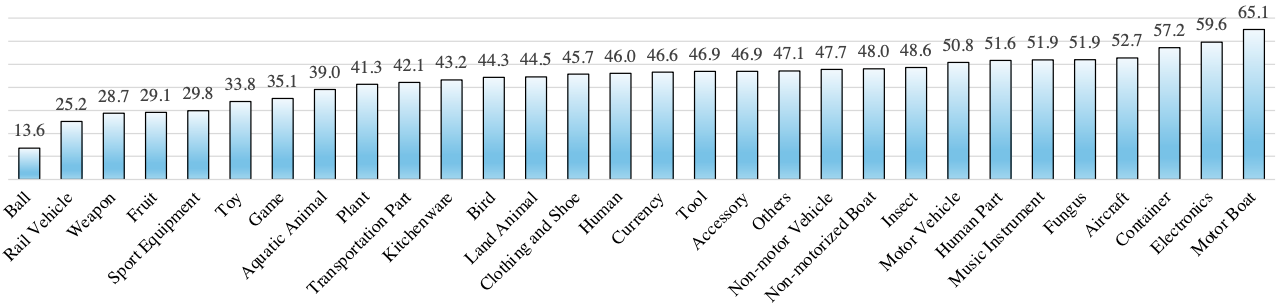 13.6
25.2
28.7
29.1
29.8
33.8
35.1
39.0
41.3
42.1
43.2
44.3
44.5
45.7
46.0
46.6
46.9
46.9
47.1
47.7
48.0
48.6
50.8
51.6
51.9
51.9
52.7
57.2
59.6
65.1
Ball
Rail Vehicle
Weapon
Fruit
Sport Equipment
Toy
Game
Aquatic Animal
Plant
Transportation Part
Kitchenware
Bird
Land Animal
Clothing and Shoe
Human
Currency
Tool
Accessory
Others
Non-motor Vehicle
Non-motorized Boat
Insect
Motor Vehicle
Human Part
Music Instrument
Fungus
Aircraft
Container
Electronics
Motor Boat